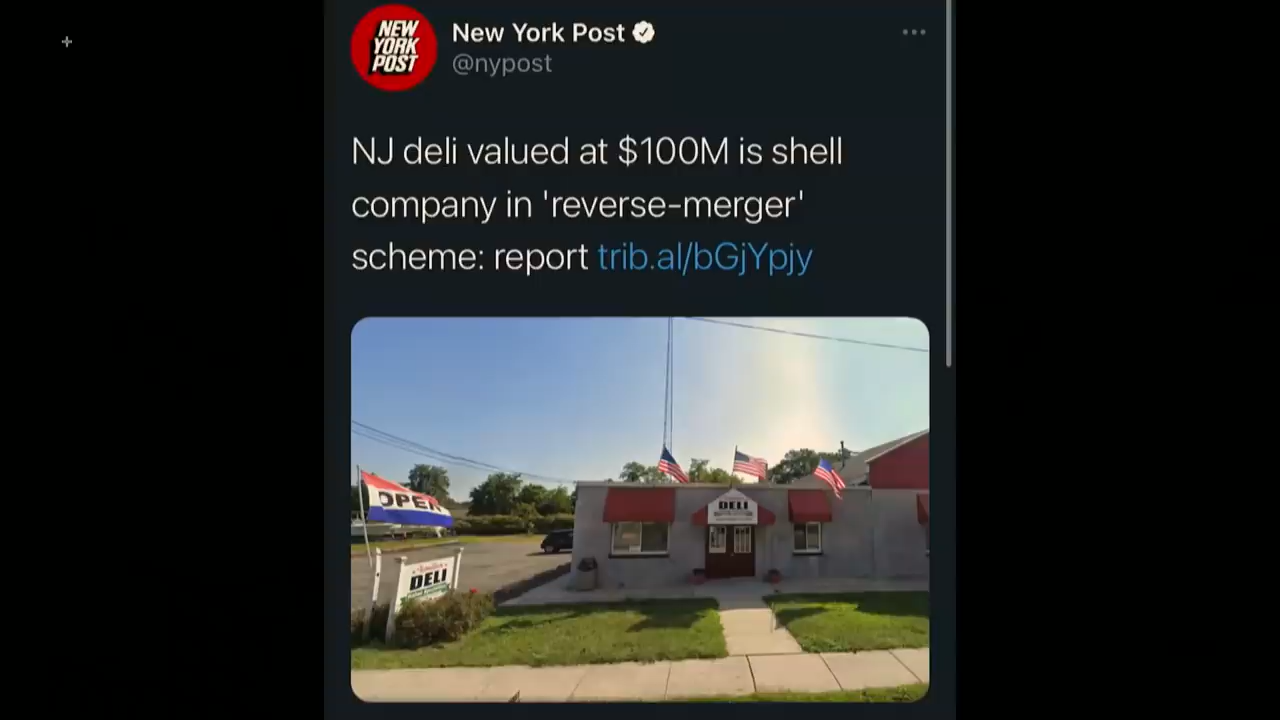 NEW
YORK
POST
New York Post
@nypost
NJ deli valued at $100M is shell
company in 'reverse-merger'
scheme: report trib.al/bGjYpjy
OPEN
DELI
DELI